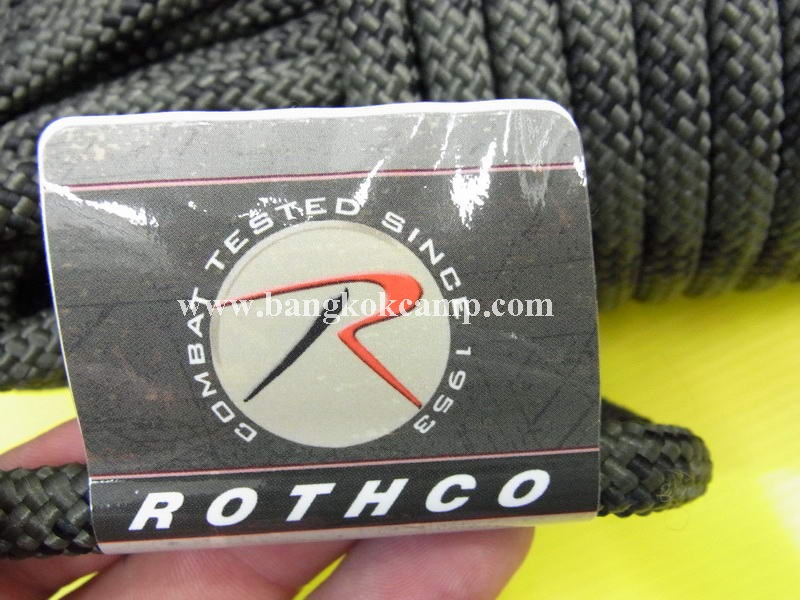 COMBAT TESTED SINCE 1953
www.bangkokcamp.com
ROTHCO